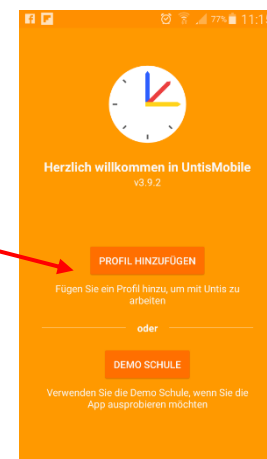 77% 11:15
Herzlich willkommen in UntisMobile
v3.9.2
PROFIL HINZUFÜGEN
Fügen Sie ein Profil hinzu, um mit Untis zu
arbeiten
oder
DEMO SCHULE
Verwenden Sie die Demo Schule, wenn Sie die
App ausprobieren möchten